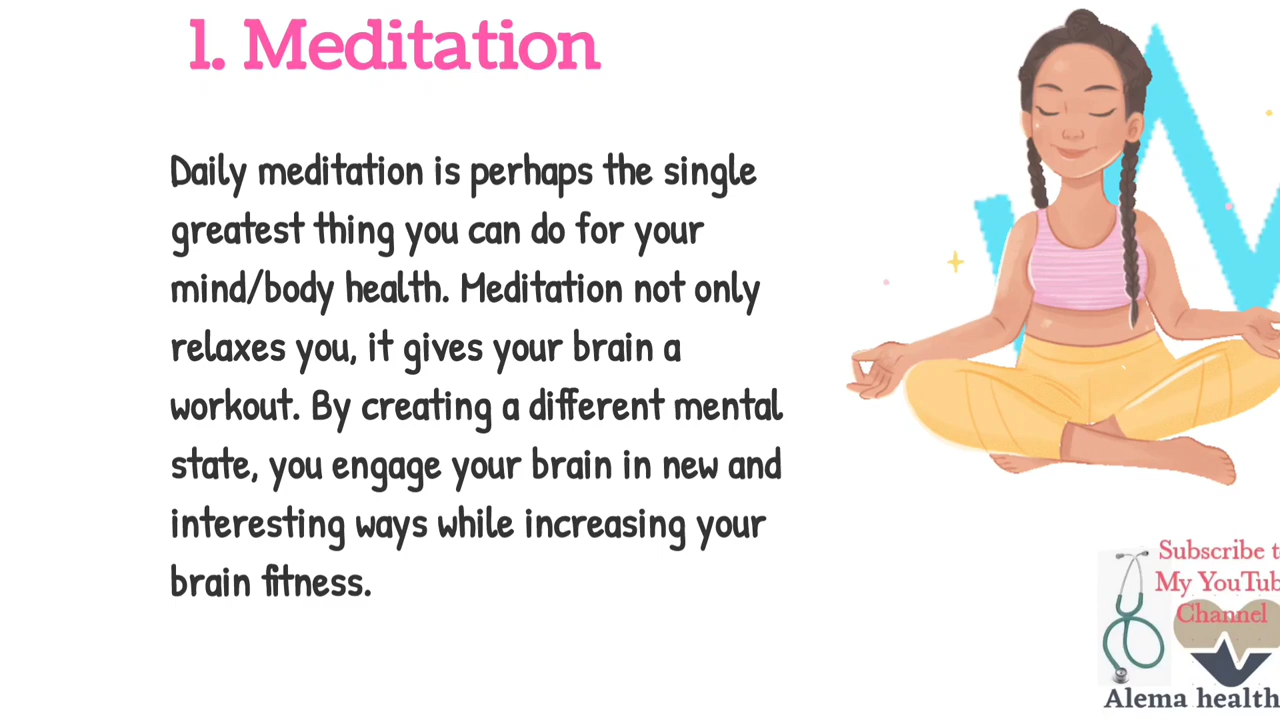 1. Meditation
Daily meditation is perhaps the single
greatest thing you can do for your
mind/body health. Meditation not only
relaxes you, it gives your brain a
workout. By creating a different mental
state, you engage your brain in new and
interesting ways while increasing your
brain fitness.
Subscribe t
My YouTub
Channel
Alema health